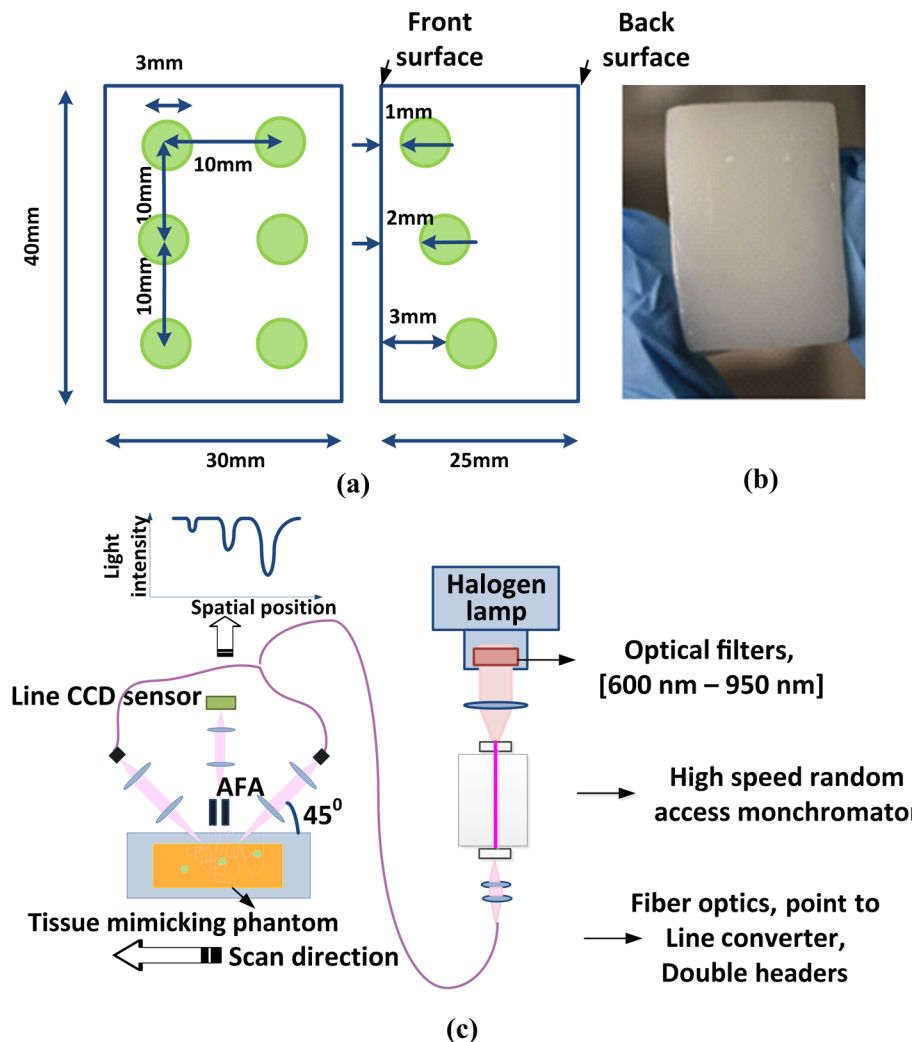 Front
surface
Back
surface
3mm
1mm
10mm
10mm
2mm
40mm
10mm
3mm
30mm
25mm
(a)
(b)
Light
intensity
Spatial position
Halogen
lamp
Optical filters,
[600 nm – 950 nm]
Line CCD sensor
AFA
45⁰
High speed random
access monchromator
Tissue mimicking phantom
Scan direction
Fiber optics, point to
Line converter,
Double headers
(c)